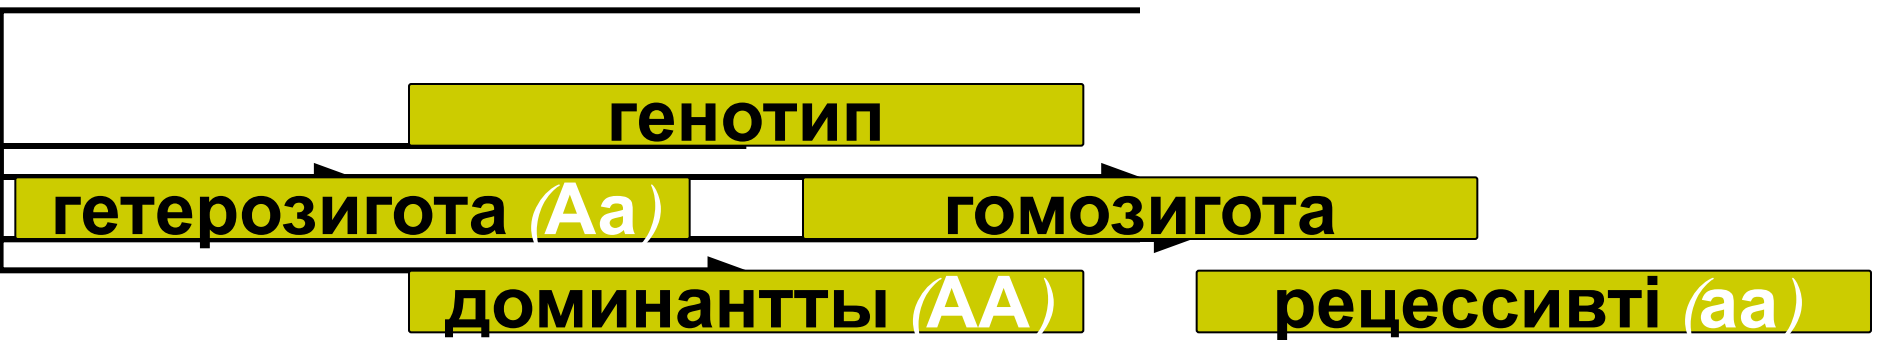 генотип
гетерозигота (Аа)
гомозигота
доминантты (АА)
рецессивті (аа)